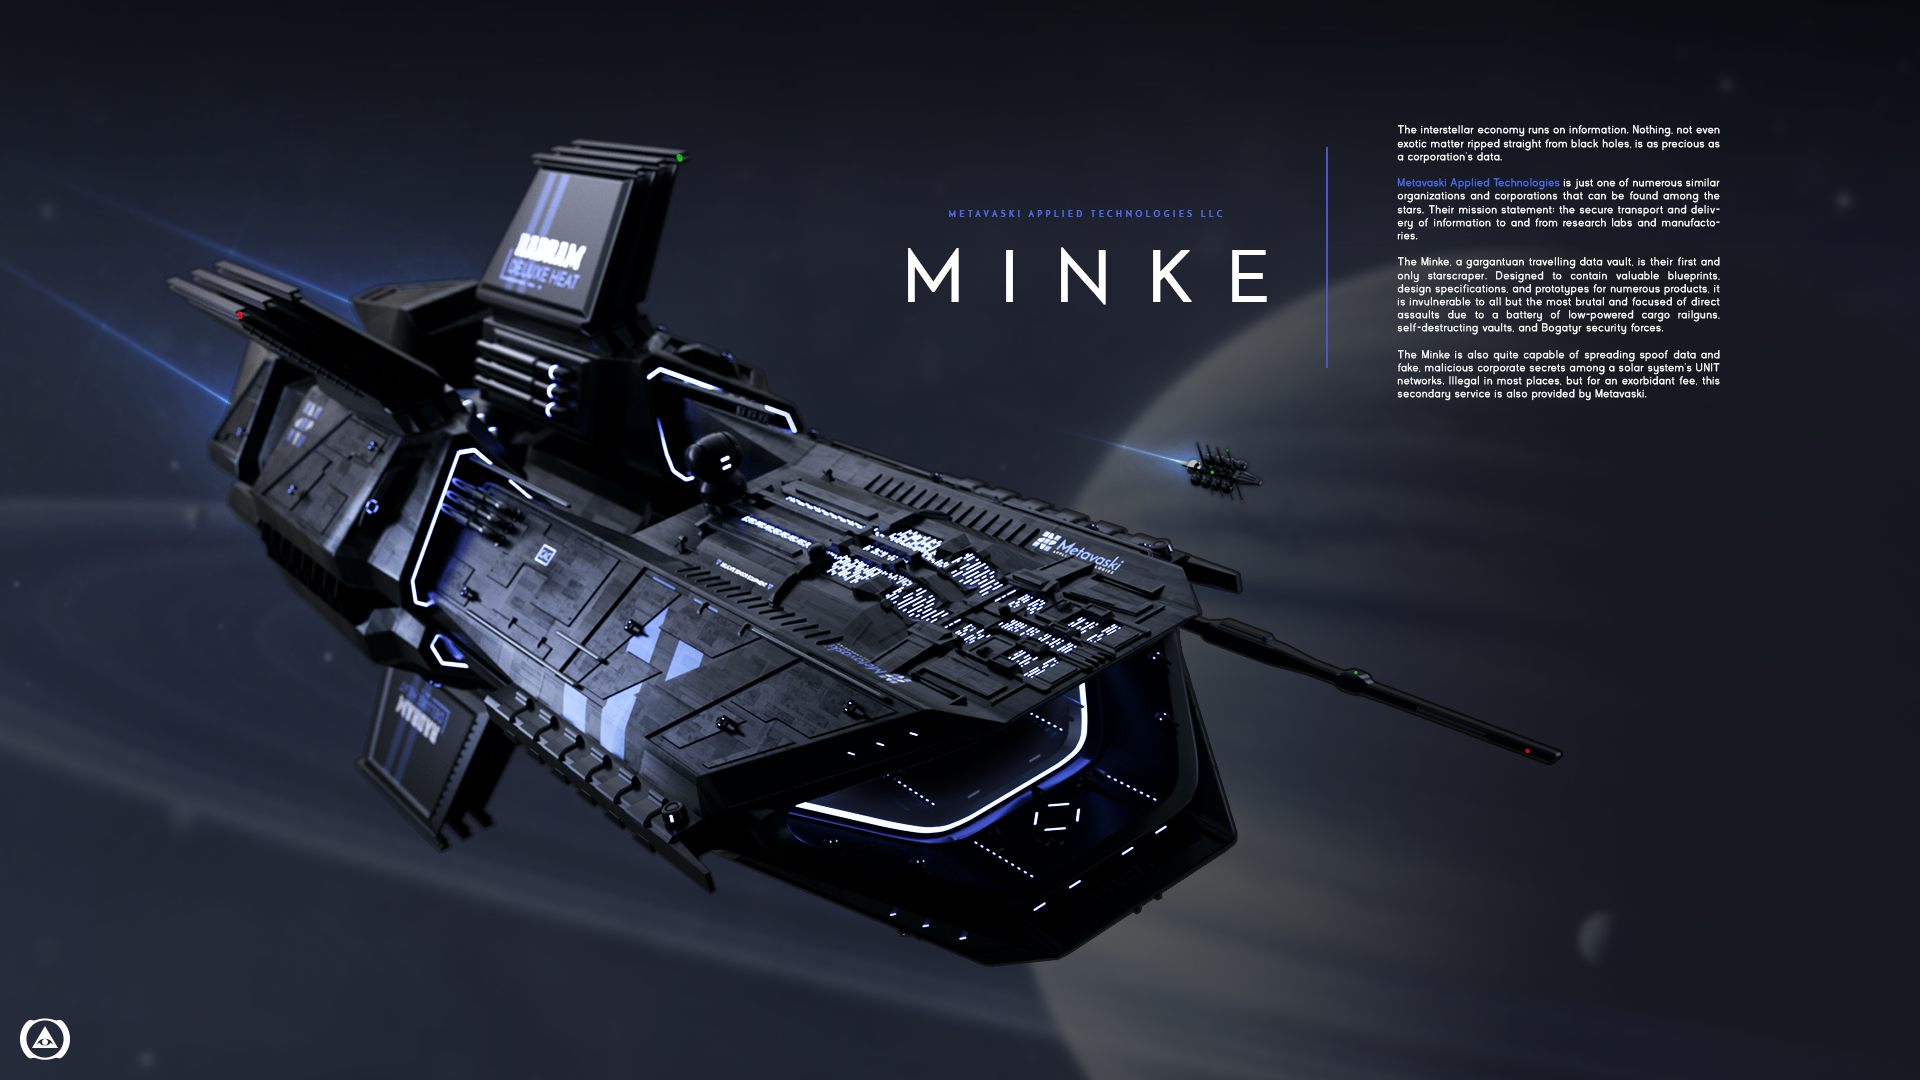 METAVASKI APPLIED TECHNOLOGIES LLC
MINKE
The interstellar economy runs on information. Nothing, not even
exotic matter ripped straight from black holes, is as precious as
a corporation's data.
Metavaski Applied Technologies is just one of numerous similar
organizations and corporations that can be found among the
stars. Their mission statement: the secure transport and deliv-
ery of information to and from research labs and manufacto-
ries.
The Minke, a gargantuan travelling data vault, is their first and
only starscraper. Designed to contain valuable blueprints,
design specifications, and prototypes for numerous products, it
is invulnerable to all but the most brutal and focused of direct
assaults due to a battery of low-powered cargo railguns,
self-destructing vaults, and Bogatyr security forces.
The Minke is also quite capable of spreading spoof data and
fake, malicious corporate secrets among a solar system's UNIT
networks. Illegal in most places, but for an exorbidant fee, this
secondary service is also provided by Metavaski.
DELUXE HEAT
Metavaski